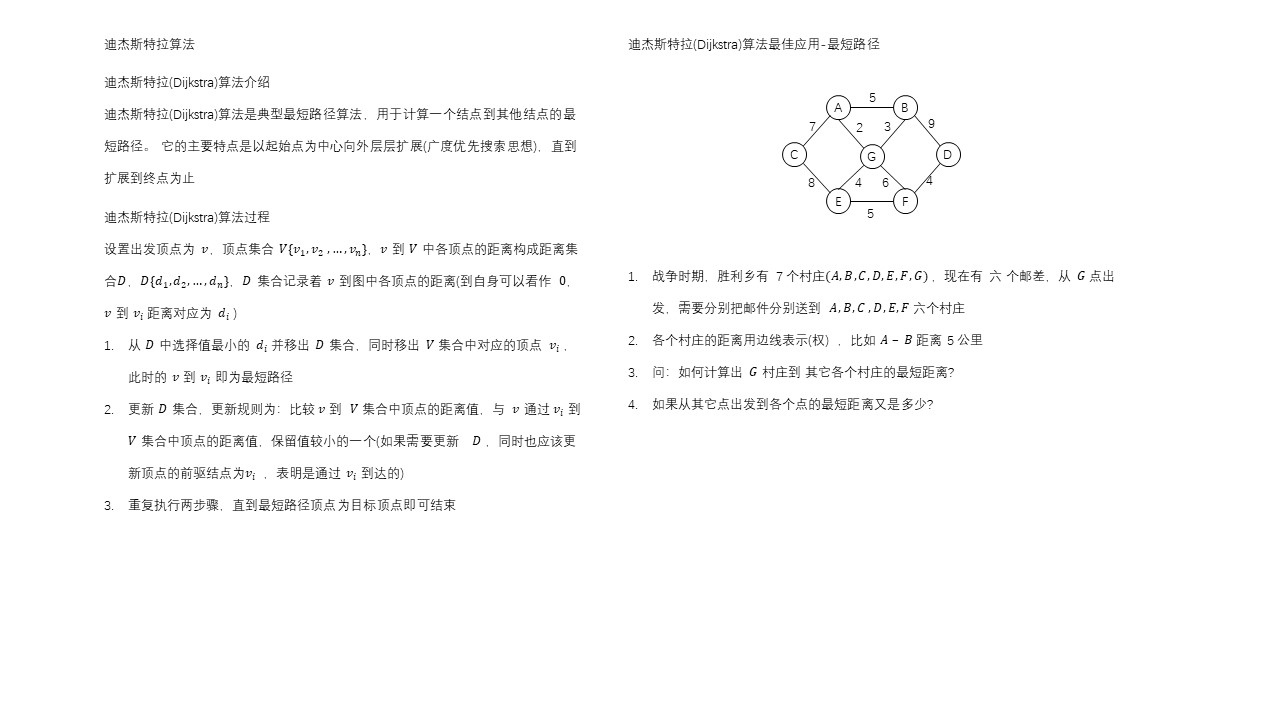 迪杰斯特拉算法
迪杰斯特拉(Dijkstra)算法介绍
迪杰斯特拉(Dijkstra)算法是典型最短路径算法，用于计算一个结点到其他结点的最
短路径。 它的主要特点是以起始点为中心向外层层扩展(广度优先搜索思想)，直到
扩展到终点为止
迪杰斯特拉(Dijkstra)算法过程
设置出发顶点为 v，顶点集合 V{v₁, v₂ , …, vₙ}，v 到 V 中各顶点的距离构成距离集
合D，D{d₁, d₂, …, dₙ}，D 集合记录着 v 到图中各顶点的距离(到自身可以看作 0，
v 到 vᵢ 距离对应为 dᵢ )
1. 从 D 中选择值最小的 dᵢ 并移出 D 集合，同时移出 V 集合中对应的顶点 vᵢ ，
此时的 v 到 vᵢ 即为最短路径
2. 更新 D 集合，更新规则为：比较 v 到 V 集合中顶点的距离值，与 v 通过 vᵢ 到
V 集合中顶点的距离值，保留值较小的一个(如果需要更新 D ，同时也应该更
新顶点的前驱结点为vᵢ ，表明是通过 vᵢ 到达的)
3. 重复执行两步骤，直到最短路径顶点为目标顶点即可结束
迪杰斯特拉(Dijkstra)算法最佳应用-最短路径
5
A B
7 2 3 9
C G D
8 4 6 4
E F
5
1. 战争时期，胜利乡有 7 个村庄(A, B, C, D, E, F, G) ，现在有 六 个邮差，从 G 点出
发，需要分别把邮件分别送到 A, B, C , D, E, F 六个村庄
2. 各个村庄的距离用边线表示(权) ，比如 A – B 距离 5 公里
3. 问：如何计算出 G 村庄到 其它各个村庄的最短距离?
4. 如果从其它点出发到各个点的最短距离又是多少?